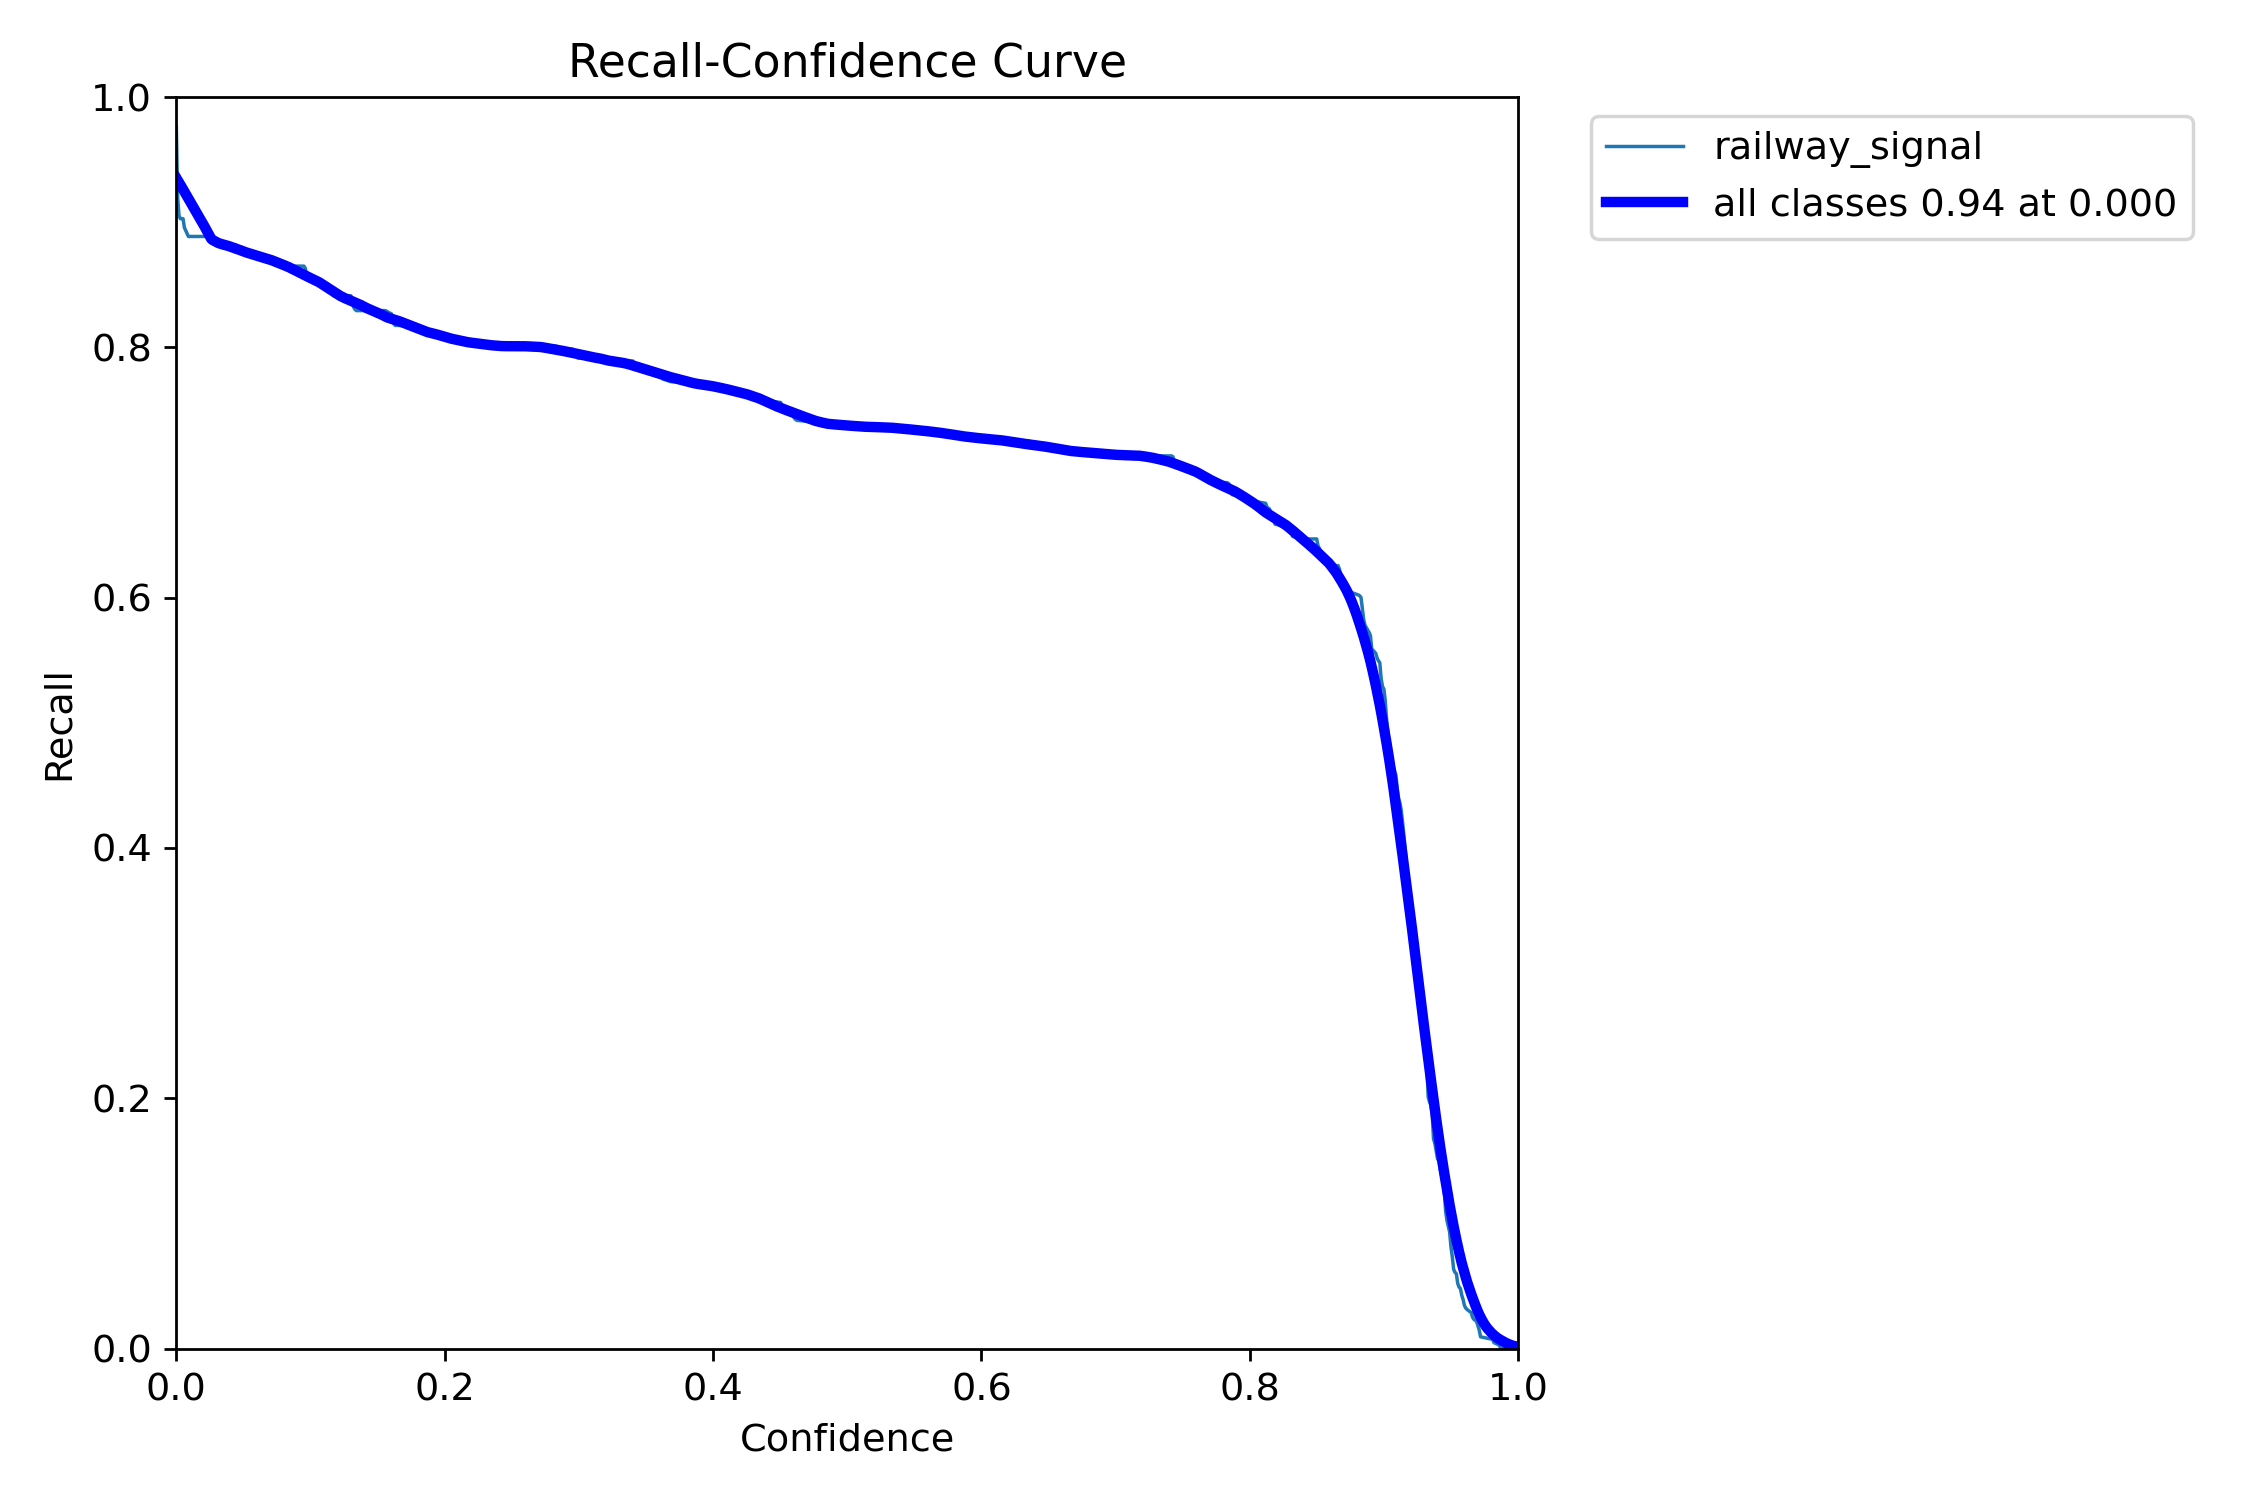 Recall-Confidence Curve
1.0
0.8
0.6
0.4
0.2
0.0
Recall
0.0 0.2 0.4 0.6 0.8 1.0
Confidence
railway_signal
all classes 0.94 at 0.000